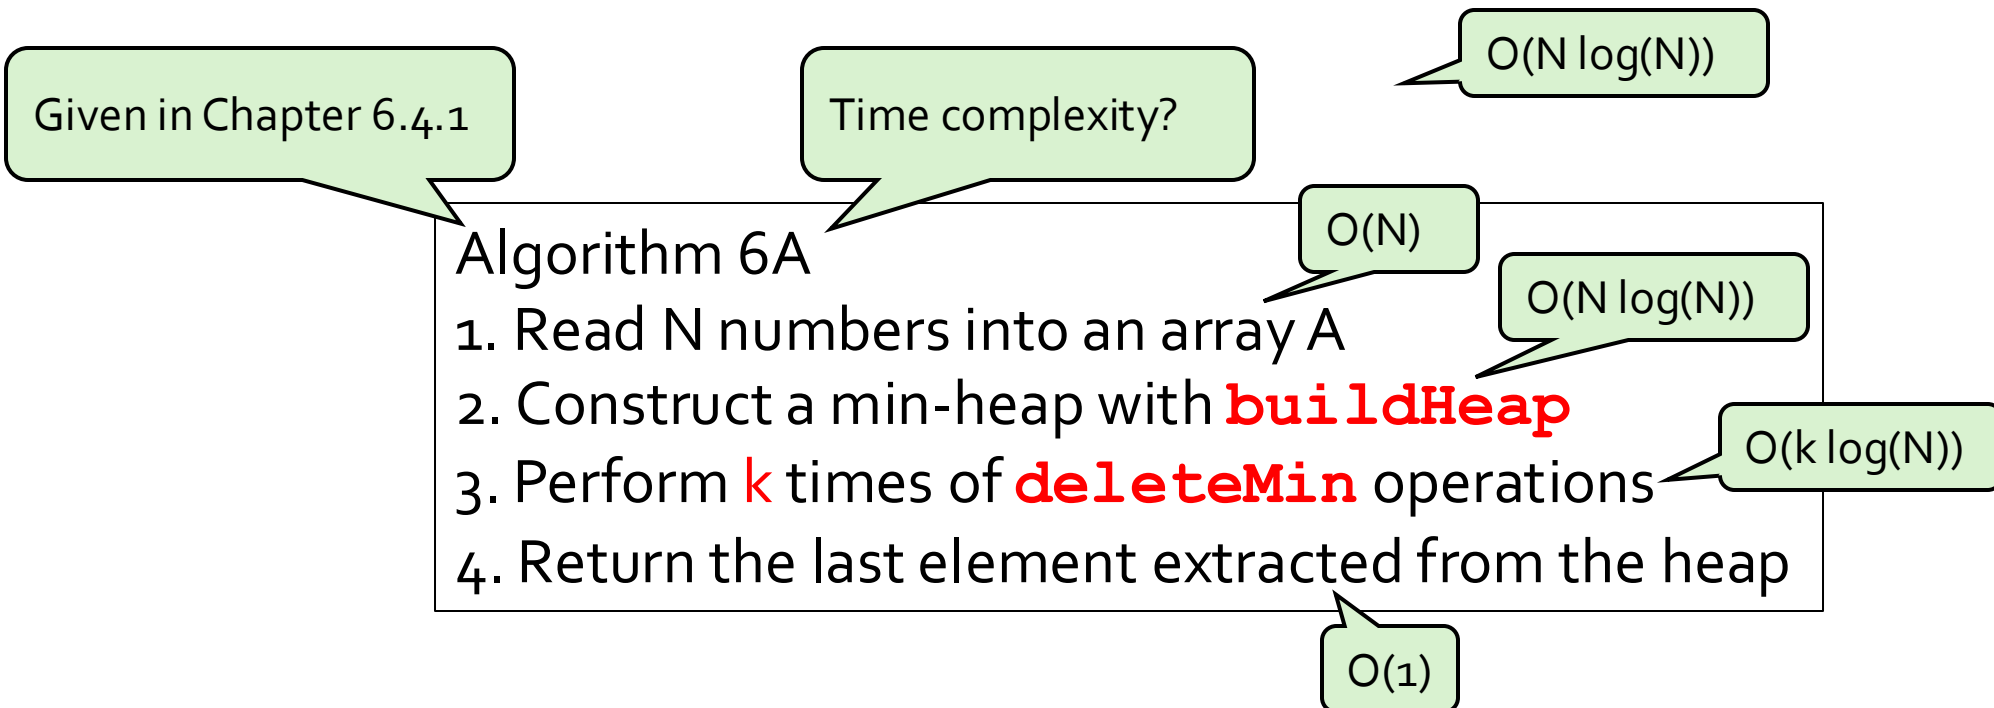 O(N log(N))
Given in Chapter 6.4.1
Time complexity?
O(N)
Algorithm 6A
O(N log(N))
1. Read N numbers into an array A
2. Construct a min-heap with buildHeap
O(k log(N))
3. Perform k times of deleteMin operations
4. Return the last element extracted from the heap
O(1)